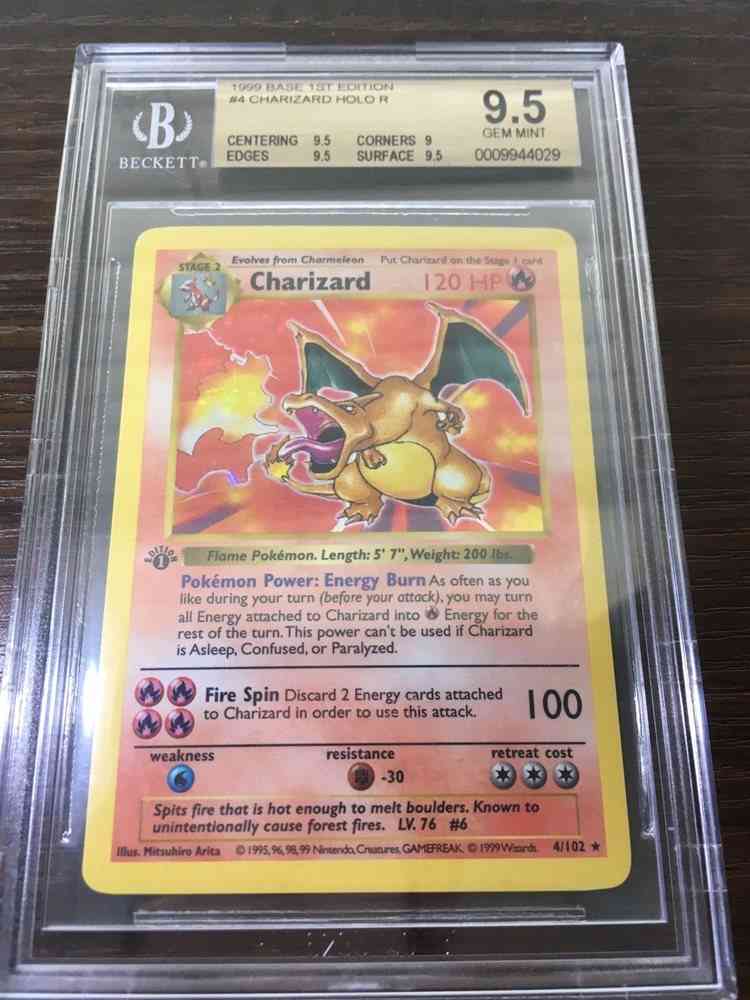 1999 BASE 1ST EDITION
#4 CHARIZARD HOLO R
9.5
GEM MINT
B
BECKETT®
CENTERING 9.5 CORNERS 9
EDGES 9.5 SURFACE 9.5
0009944029
STAGE 2
Evolves from Charmeleon Put Charizard on the Stage 1 card
Charizard 120 HP
EDITION
1
Flame Pokémon. Length: 5' 7", Weight: 200 lbs.
Pokémon Power: Energy Burn As often as you
like during your turn (before your attack), you may turn
all Energy attached to Charizard into Energy for the
rest of the turn. This power can't be used if Charizard
is Asleep, Confused, or Paralyzed.
Fire Spin Discard 2 Energy cards attached
to Charizard in order to use this attack.
100
weakness resistance retreat cost
-30
Spits fire that is hot enough to melt boulders. Known to
unintentionally cause forest fires. LV. 76 #6
Illus. Mitsuhiro Arita © 1995, 96, 98, 99 Nintendo, Creatures, GAMEFREAK. © 1999 Wizards. 4/102 ★